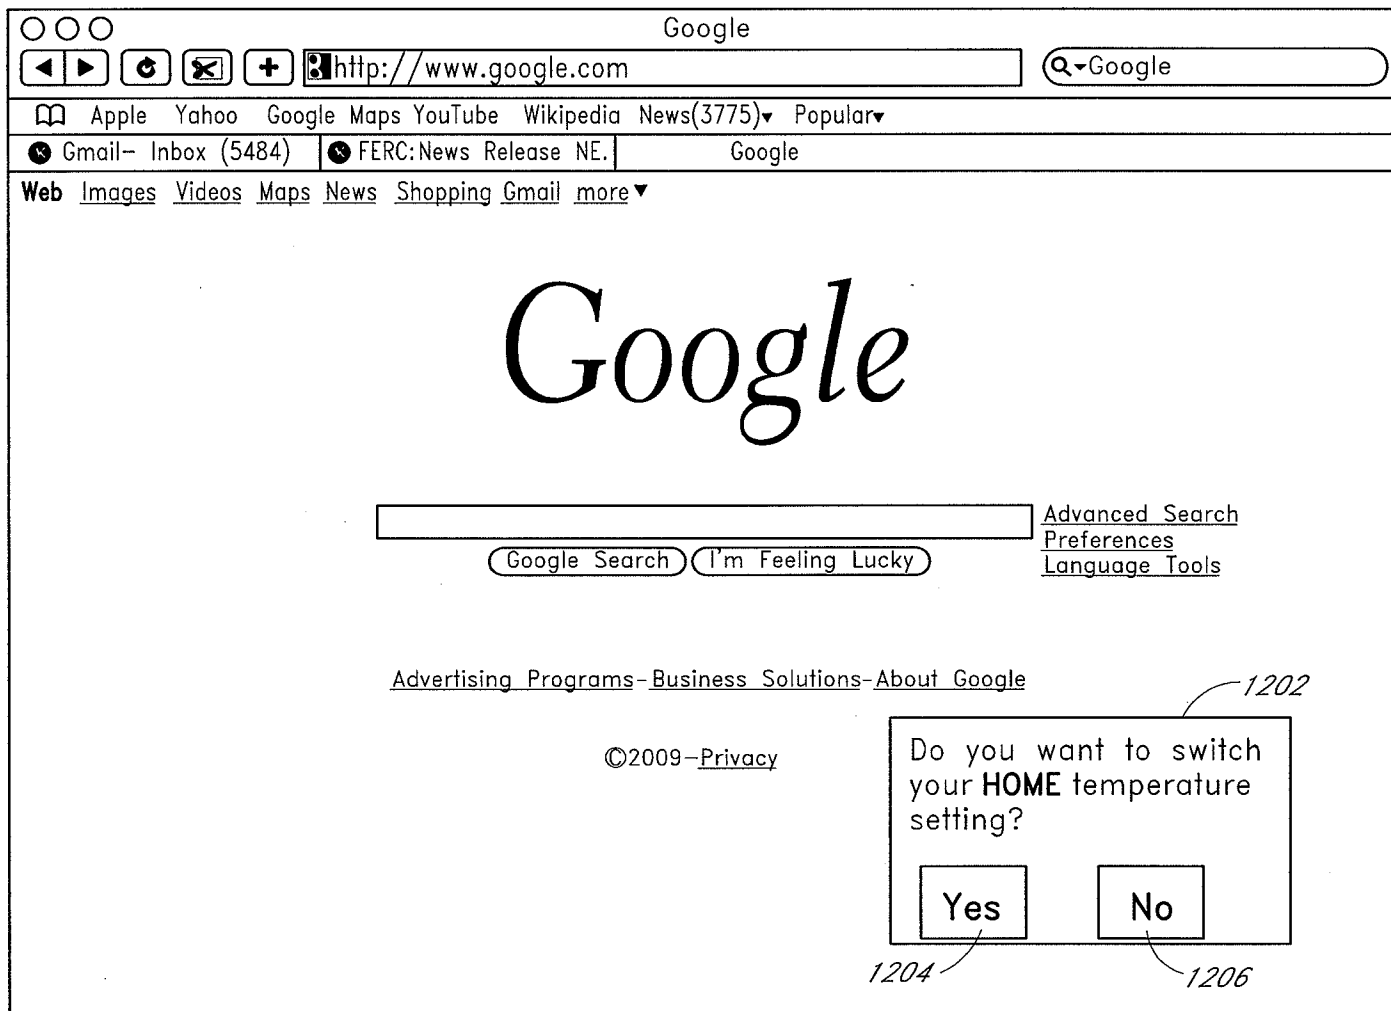 Google
http://www.google.com
Google
Apple Yahoo Google Maps YouTube Wikipedia News(3775)▾ Popular▾
Gmail– Inbox (5484) FERC:News Release NE. Google
Web Images Videos Maps News Shopping Gmail more▼
Google
Advanced Search
Preferences
Language Tools
Google Search I'm Feeling Lucky
Advertising Programs–Business Solutions–About Google
©2009–Privacy
1202
Do you want to switch
your HOME temperature
setting?
Yes No
1204 1206